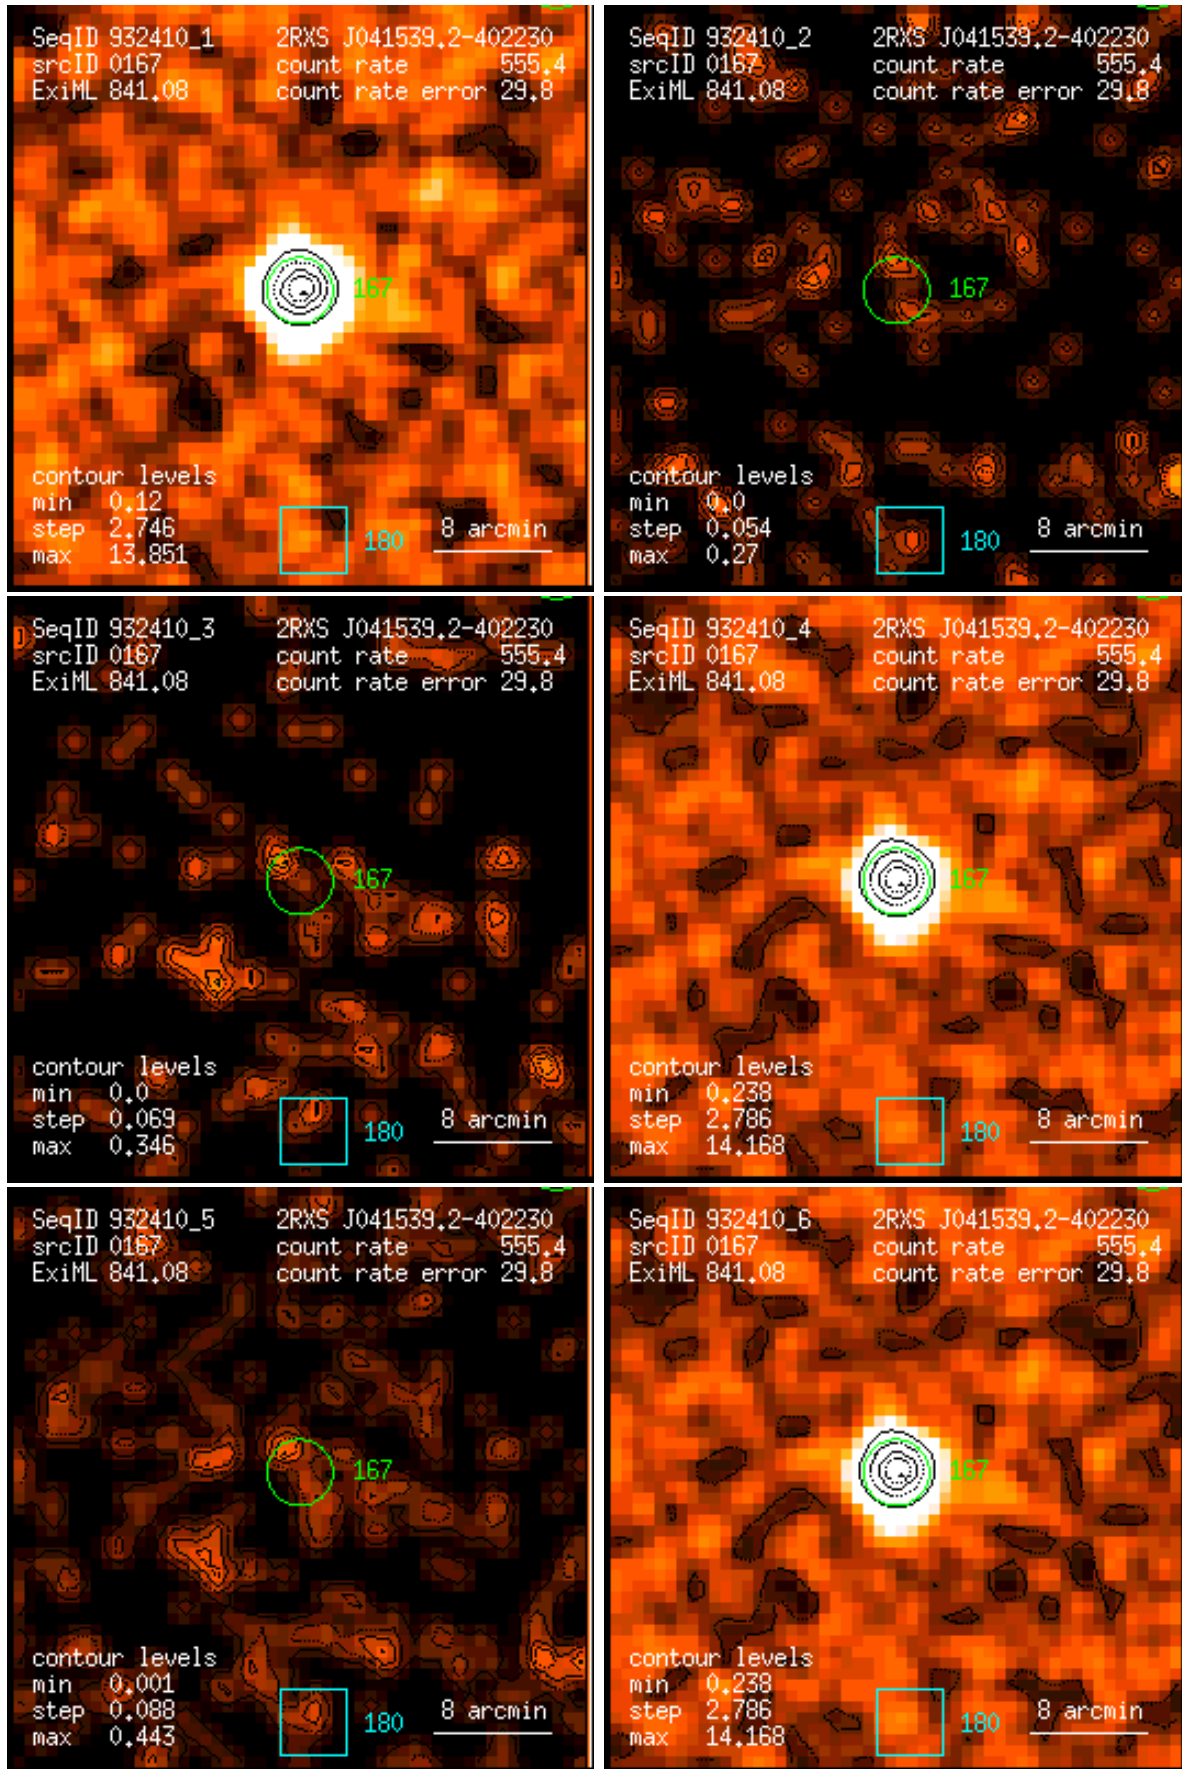 SeqID 932410_1 2RXS J041539.2-402230
srcID 0167 count rate 555.4
ExiML 841.08 count rate error 29.8
167
contour levels
min 0.12
step 2.746
max 13.851
180
8 arcmin
SeqID 932410_2 2RXS J041539.2-402230
srcID 0167 count rate 555.4
ExiML 841.08 count rate error 29.8
167
contour levels
min 0.0
step 0.054
max 0.27
180
8 arcmin
SeqID 932410_3 2RXS J041539.2-402230
srcID 0167 count rate 555.4
ExiML 841.08 count rate error 29.8
167
contour levels
min 0.0
step 0.069
max 0.346
180
8 arcmin
SeqID 932410_4 2RXS J041539.2-402230
srcID 0167 count rate 555.4
ExiML 841.08 count rate error 29.8
167
contour levels
min 0.238
step 2.786
max 14.168
180
8 arcmin
SeqID 932410_5 2RXS J041539.2-402230
srcID 0167 count rate 555.4
ExiML 841.08 count rate error 29.8
167
contour levels
min 0.001
step 0.088
max 0.443
180
8 arcmin
SeqID 932410_6 2RXS J041539.2-402230
srcID 0167 count rate 555.4
ExiML 841.08 count rate error 29.8
167
contour levels
min 0.238
step 2.786
max 14.168
180
8 arcmin